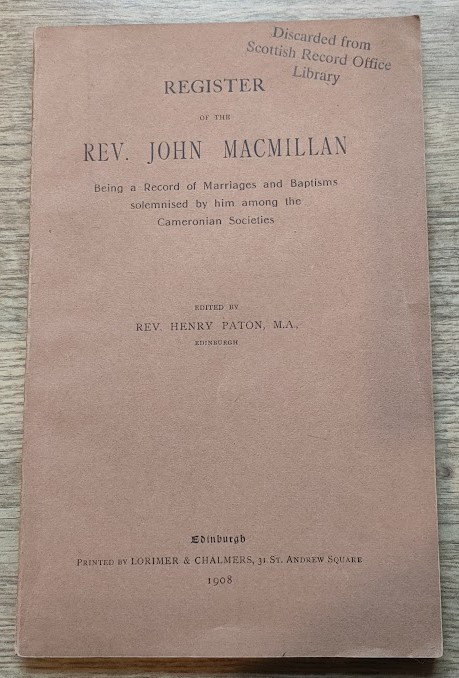 Discarded from
Scottish Record Office
Library
REGISTER
OF THE
REV. JOHN MACMILLAN
Being a Record of Marriages and Baptisms
solemnised by him among the
Cameronian Societies
EDITED BY
REV. HENRY PATON, M.A.,
EDINBURGH
Edinburgh
PRINTED BY LORIMER & CHALMERS, 31 ST. ANDREW SQUARE
1908